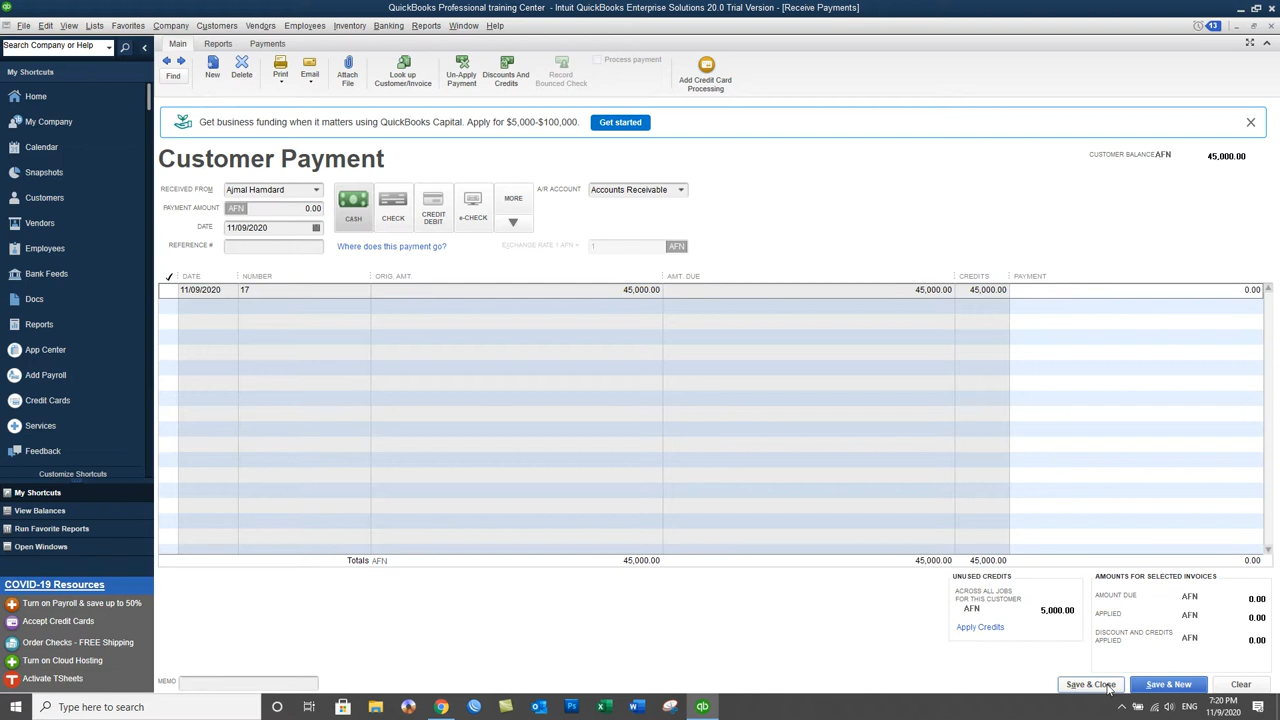 QuickBooks Professional training Center - Intuit Enterprise Solutions 20.0 Trial Version - [Receive Payments]
File Edit View Lists Favorites Company Customers Vendors Employees Inventory Banking Reports Window Help 13
Search Company or Help
Main Reports Payments
Find New Delete Print Email Attach File Look up Customer/Invoice Un-Apply Payment Discounts And Credits Record Bounced Check Process payment Add Credit Card Processing
My Shortcuts
Home
My Company
Calendar
Snapshots
Customers
Vendors
Employees
Bank Feeds
Docs
Reports
App Center
Add Payroll
Credit Cards
Services
Feedback
Customize Shortcuts
My Shortcuts
View Balances
Run Favorite Reports
Open Windows
COVID-19 Resources
Turn on Payroll & save up to 50%
Accept Credit Cards
Order Checks - FREE Shipping
Turn on Cloud Hosting
Activate TSheets
Get business funding when it matters using QuickBooks Capital. Apply for $5,000-$100,000. Get started
Customer Payment
CUSTOMER BALANCE AFN 45,000.00
RECEIVED FROM Ajmal Hamdard
PAYMENT AMOUNT AFN 0.00
DATE 11/09/2020
REFERENCE #
CASH CHECK CREDIT DEBIT e-CHECK MORE
A/R ACCOUNT Accounts Receivable
Where does this payment go?
EXCHANGE RATE 1 AFN = 1 AFN
DATE NUMBER ORIG. AMT. AMT. DUE CREDITS PAYMENT
11/09/2020 17 45,000.00 45,000.00 45,000.00 0.00
Totals AFN 45,000.00 45,000.00 45,000.00 0.00
UNUSED CREDITS
ACROSS ALL JOBS
FOR THIS CUSTOMER
AFN 5,000.00
Apply Credits
AMOUNTS FOR SELECTED INVOICES
AMOUNT DUE AFN 0.00
APPLIED AFN 0.00
DISCOUNT AND CREDITS
APPLIED AFN 0.00
MEMO
Save & Close Save & New Clear
Type here to search
ENG
7:20 PM
11/9/2020